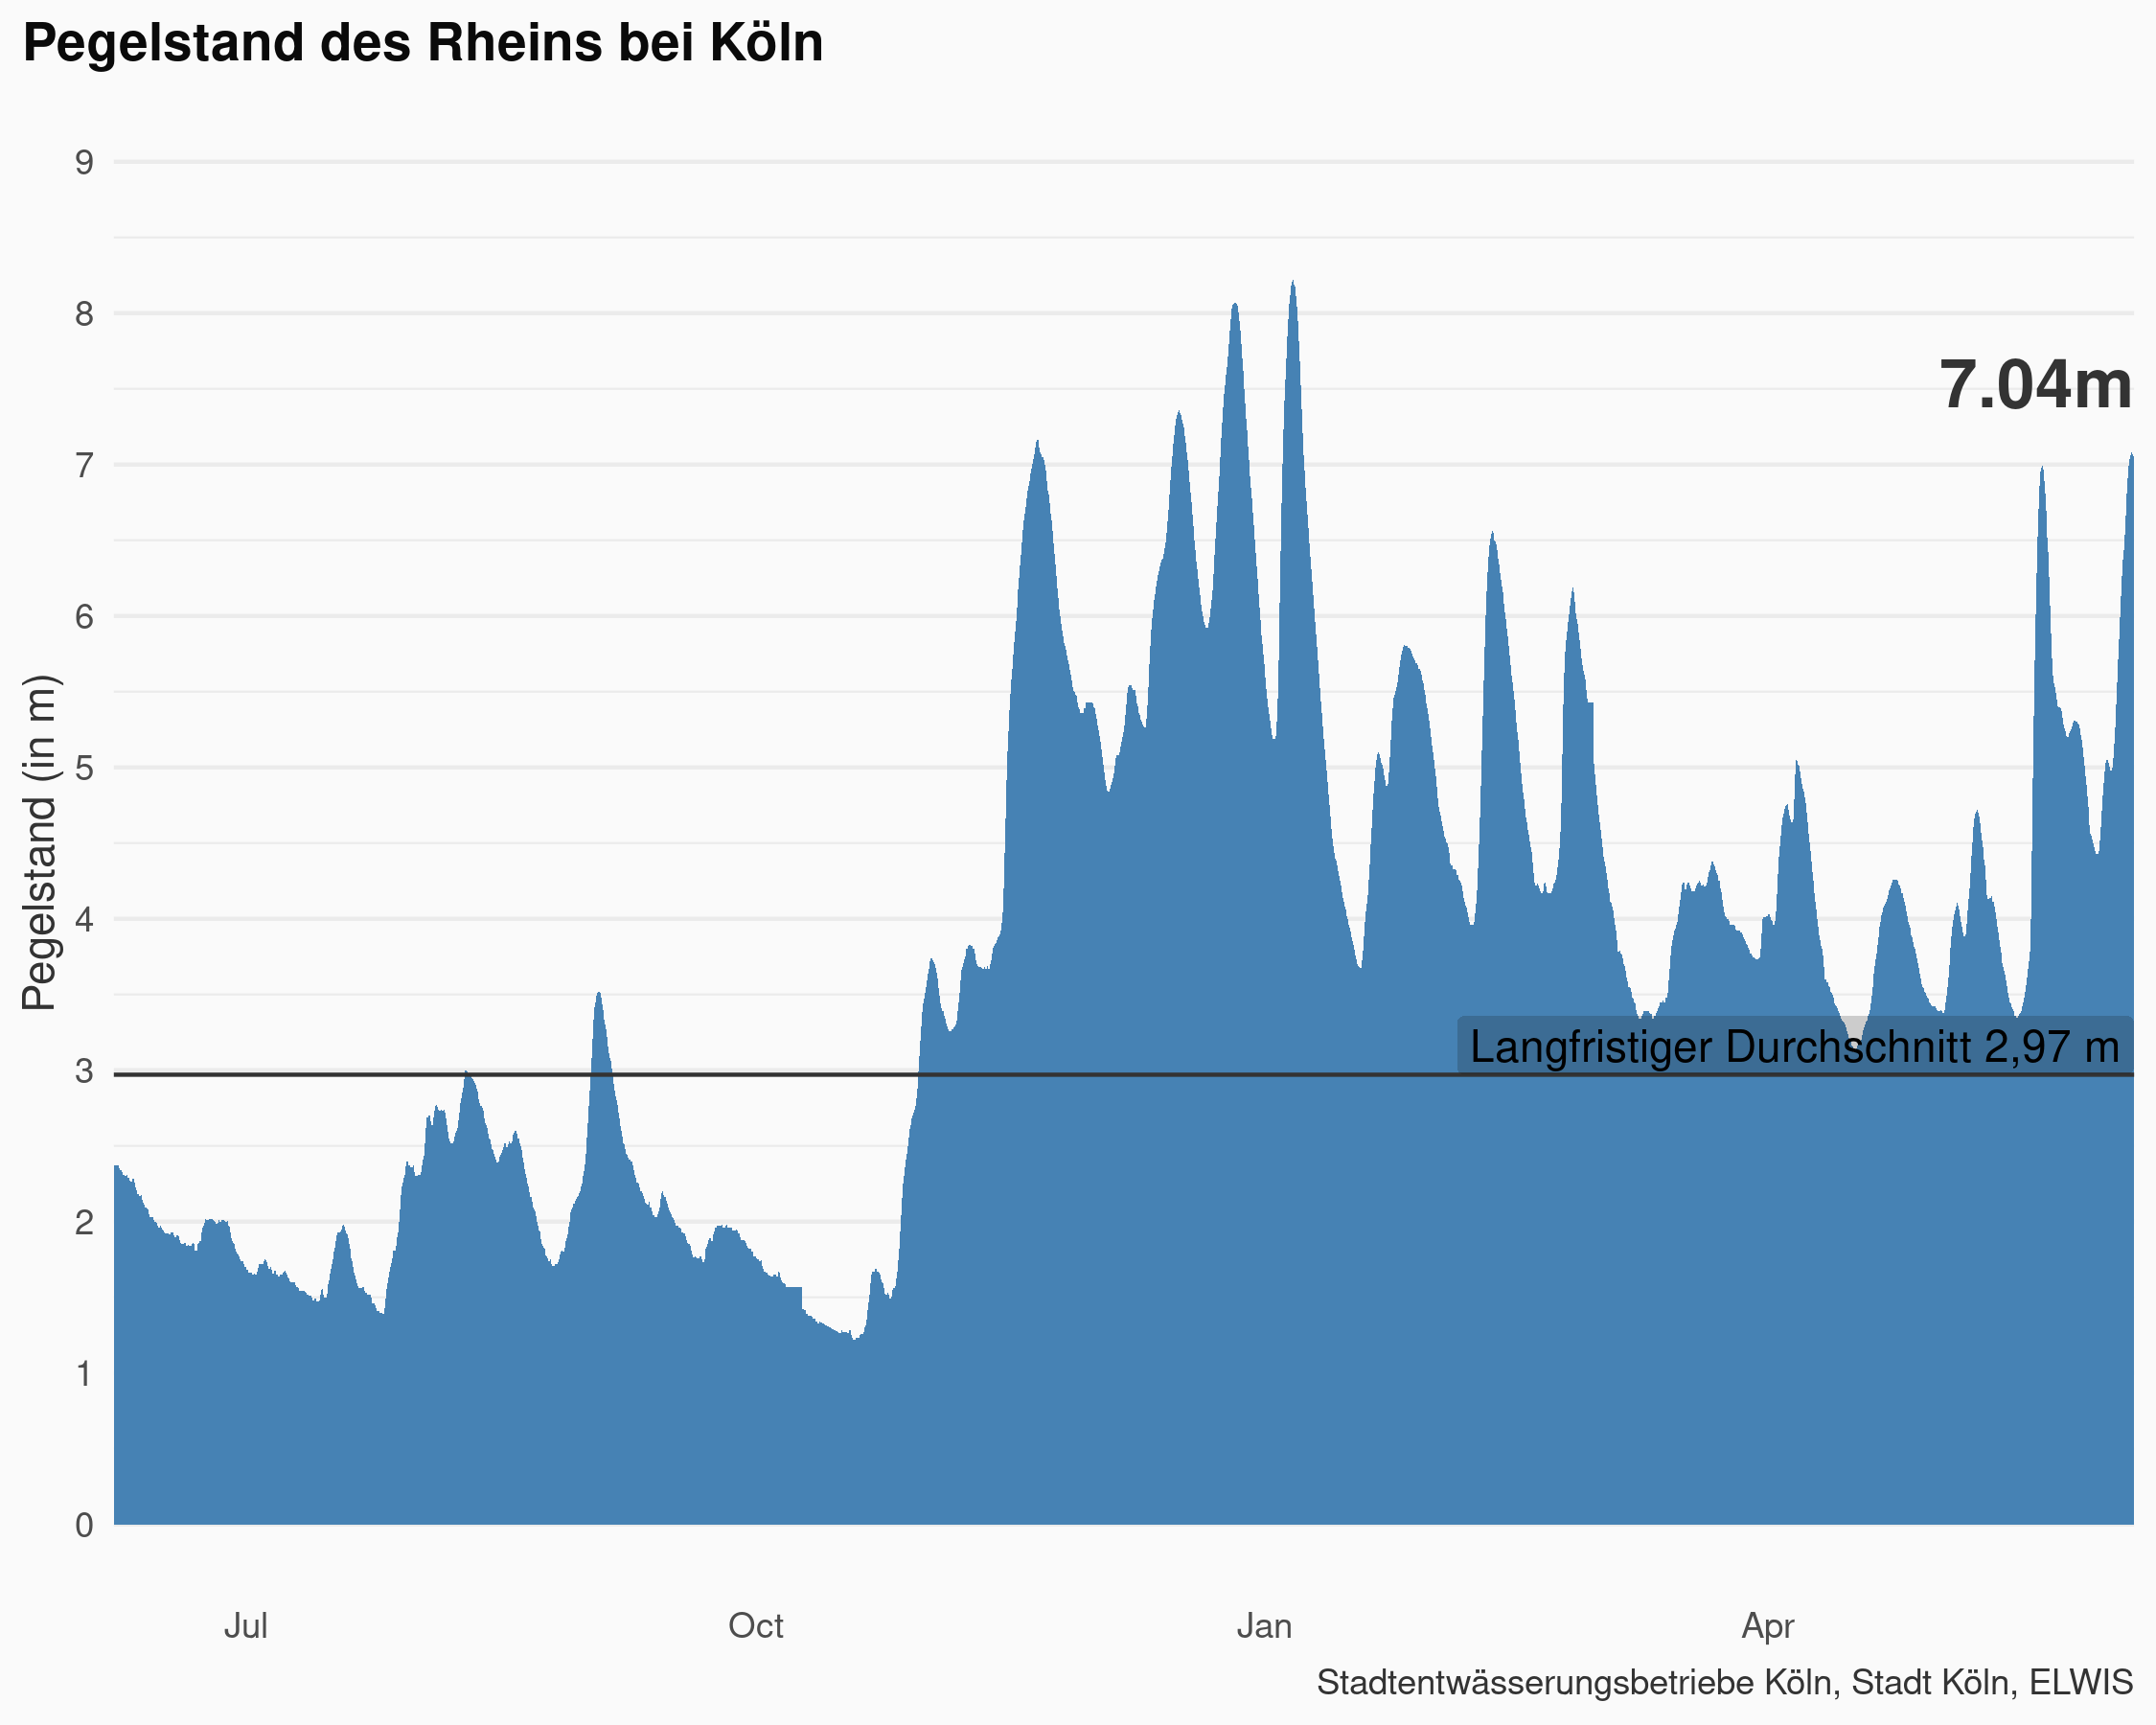 Pegelstand des Rheins bei Köln
9
8
7.04m
7
6
5
Pegelstand (in m)
4
Langfristiger Durchschnitt 2,97 m
3
2
1
0
Jul Oct Jan Apr
Stadtentwässerungsbetriebe Köln, Stadt Köln, ELWIS